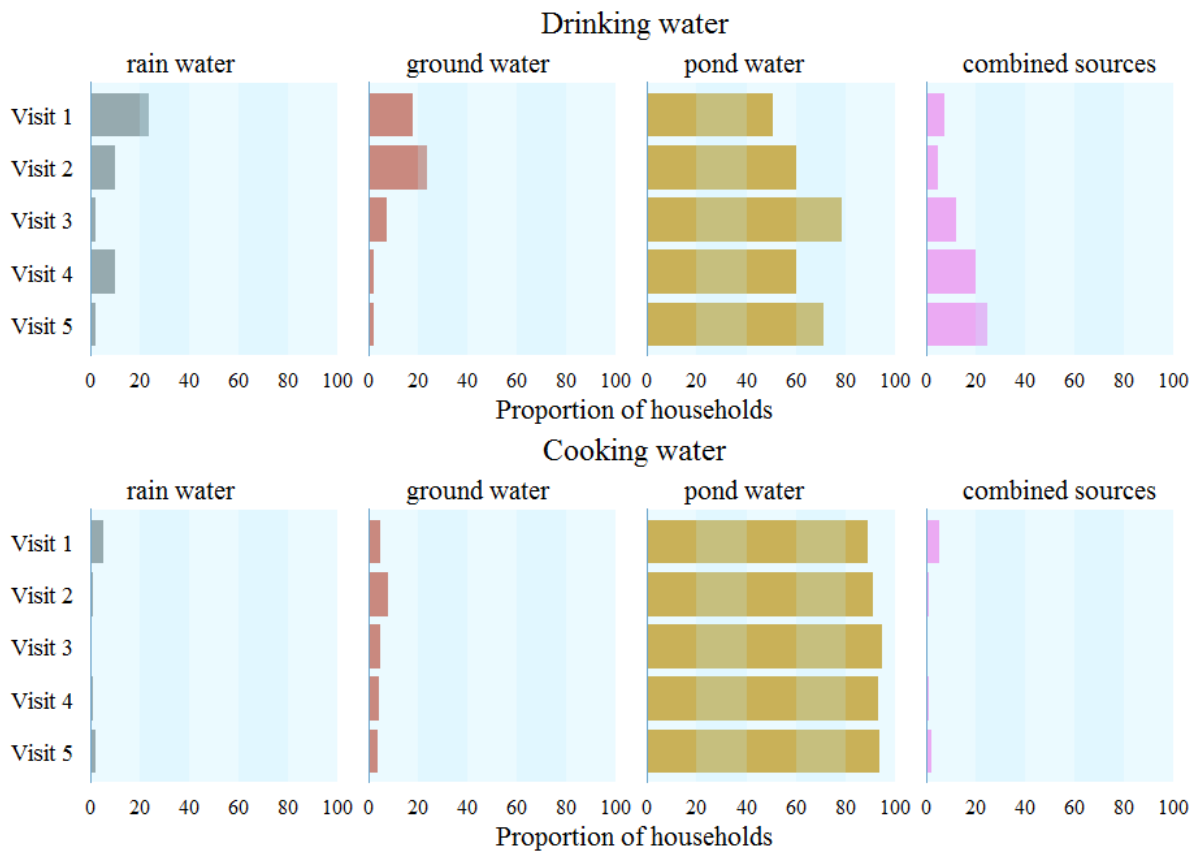 Drinking water
rain water ground water pond water combined sources
Visit 1
Visit 2
Visit 3
Visit 4
Visit 5
0 20 40 60 80 100 0 20 40 60 80 100 0 20 40 60 80 100 0 20 40 60 80 100
Proportion of households
Cooking water
rain water ground water pond water combined sources
Visit 1
Visit 2
Visit 3
Visit 4
Visit 5
0 20 40 60 80 100 0 20 40 60 80 100 0 20 40 60 80 100 0 20 40 60 80 100
Proportion of households